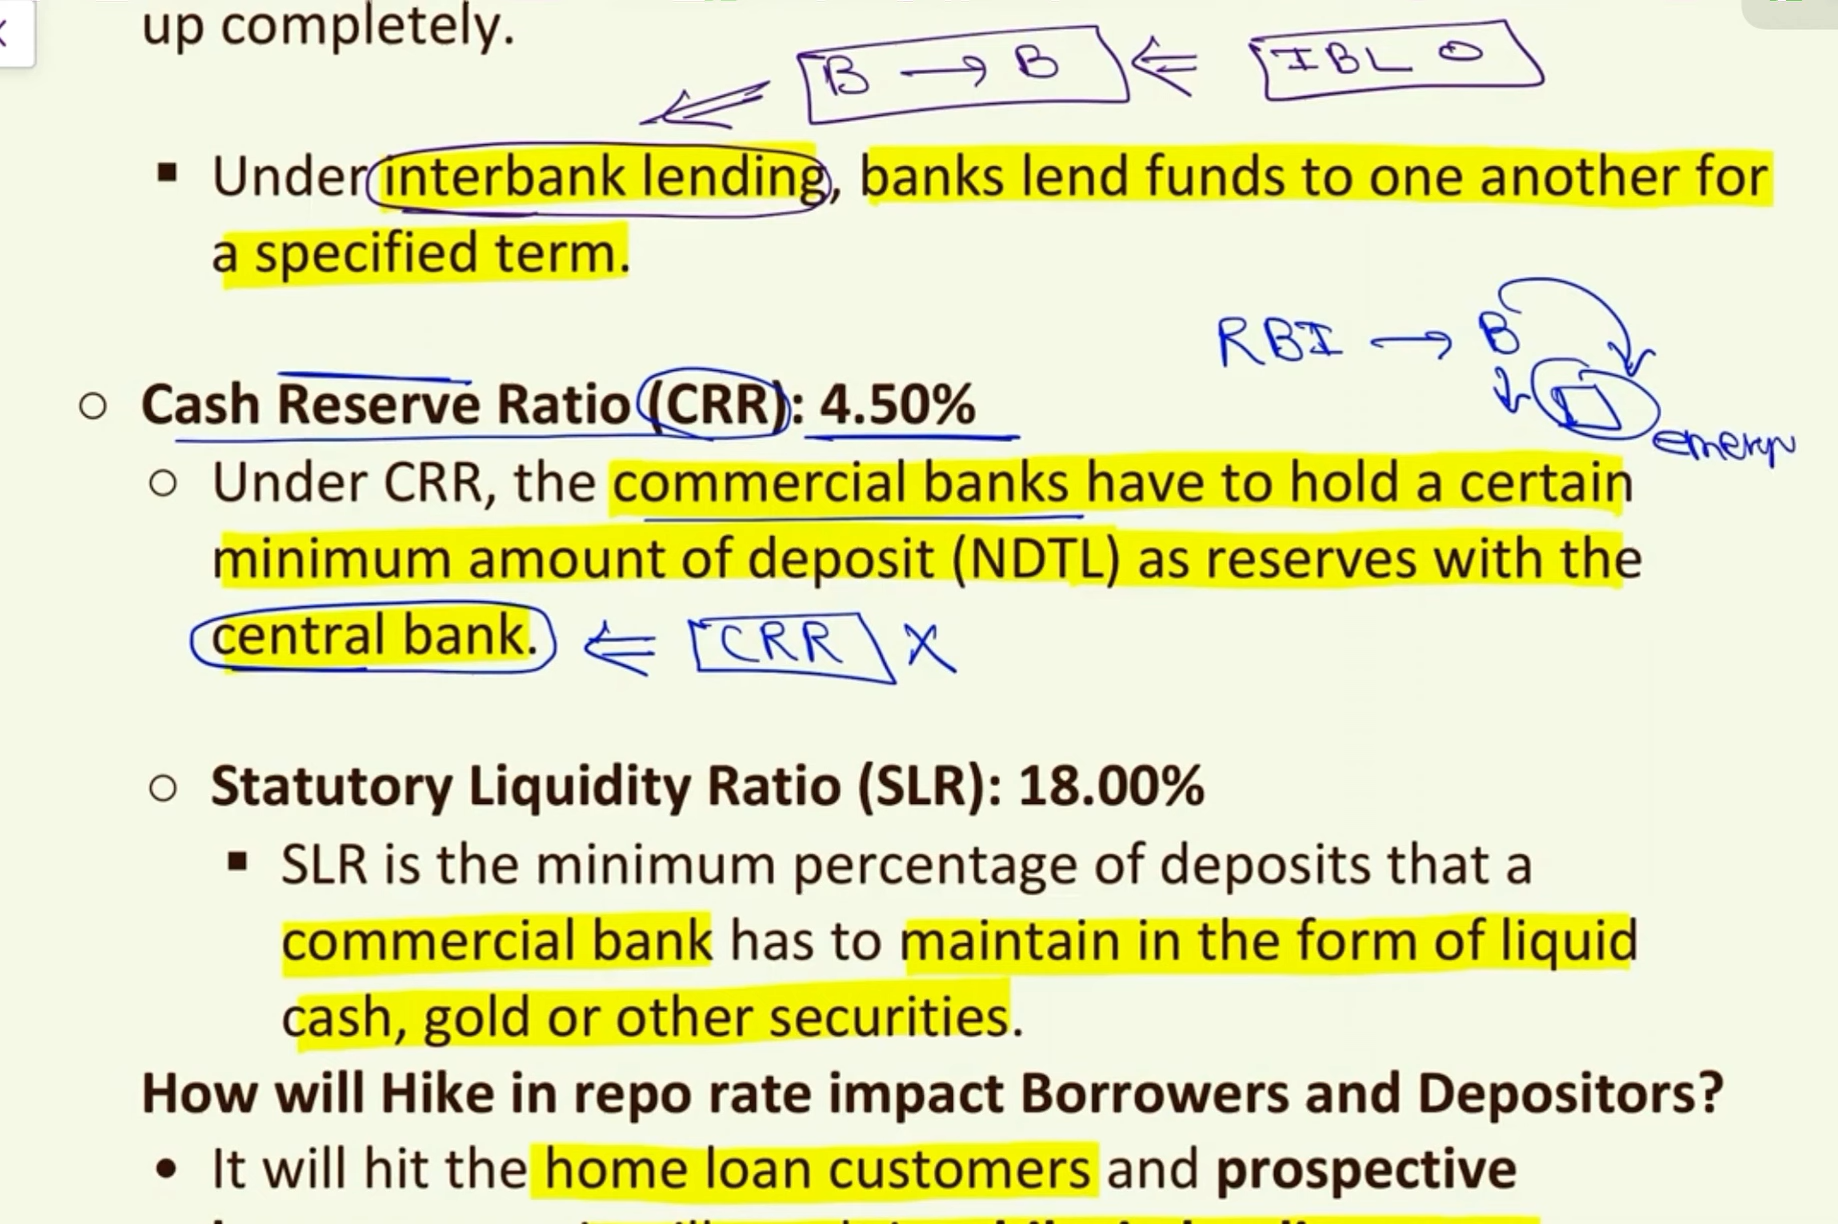 up completely.
B → B ⇐ IBL O
▪ Under interbank lending, banks lend funds to one another for
a specified term.
RBI → B
○ Cash Reserve Ratio (CRR): 4.50%
○ Under CRR, the commercial banks have to hold a certain
minimum amount of deposit (NDTL) as reserves with the
central bank. ⇐ CRR X
○ Statutory Liquidity Ratio (SLR): 18.00%
▪ SLR is the minimum percentage of deposits that a
commercial bank has to maintain in the form of liquid
cash, gold or other securities.
How will Hike in repo rate impact Borrowers and Depositors?
• It will hit the home loan customers and prospective